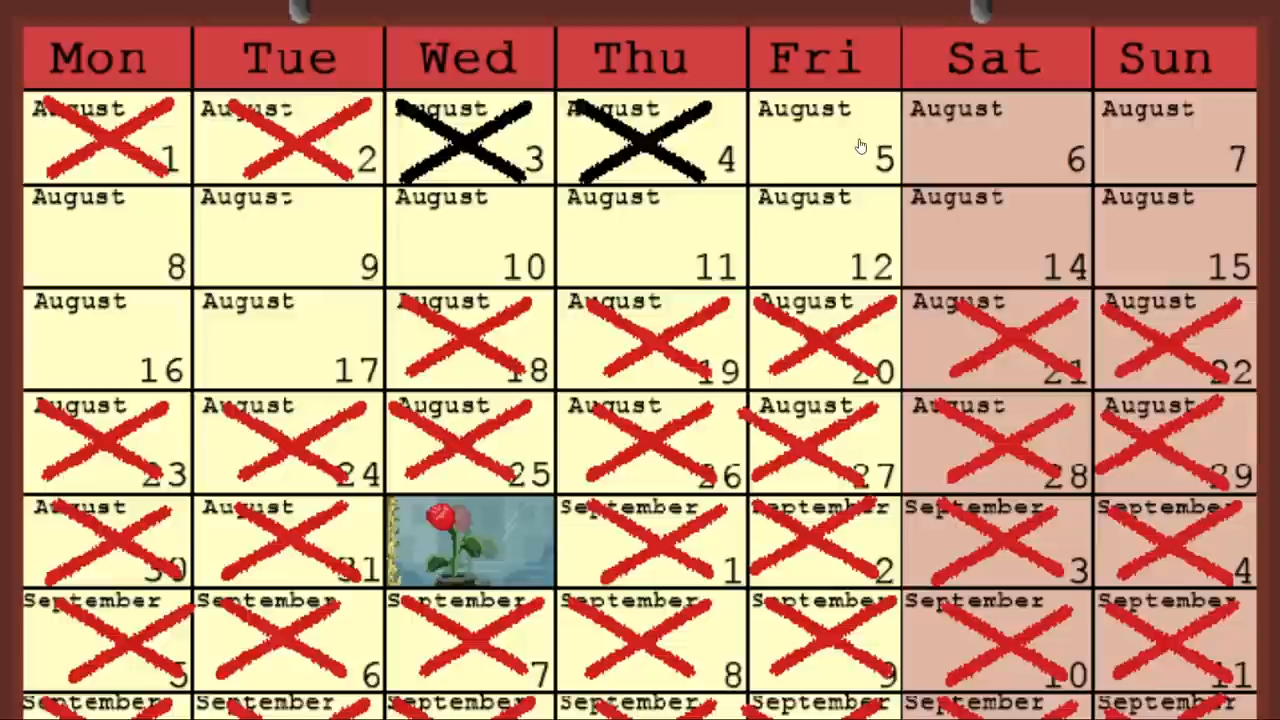 Mon Tue Wed Thu Fri Sat Sun
August August August August August August August
1 2 3 4 5 6 7
August August August August August August August
8 9 10 11 12 14 15
August August August August August August August
16 17 18 19 20 21 22
August August August August August August August
23 24 25 26 27 28 29
August August September September September September
30 31 1 2 3 4
September September September September September September September
5 6 7 8 9 10 11
September September September September September September September